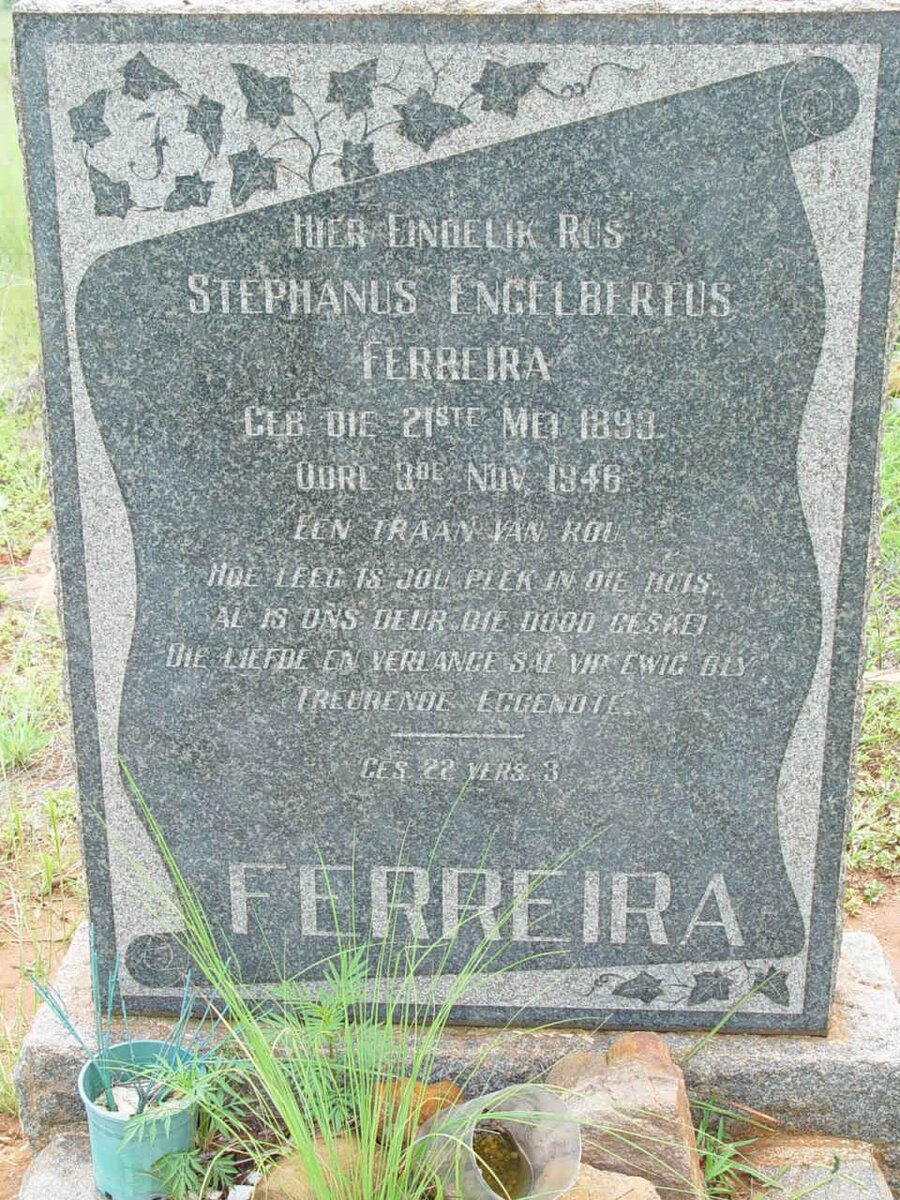 HIER EINDELIK RUS
STEPHANUS ENGELBERTUS
FERREIRA
GEB. DIE 21STE MEI 1893.
OORL. 3DE NOV. 1946.
EEN TRAAN VAN ROU.
HOE LEEG IS JOU PLEK IN DIE HUIS.
AL IS ONS DEUR DIE DOOD GESKEI
DIE LIEFDE EN VERLANGE SAL VIR EWIG BLY
TREURENDE EGGENOTE.
GES. 22 VERS. 3
FERREIRA